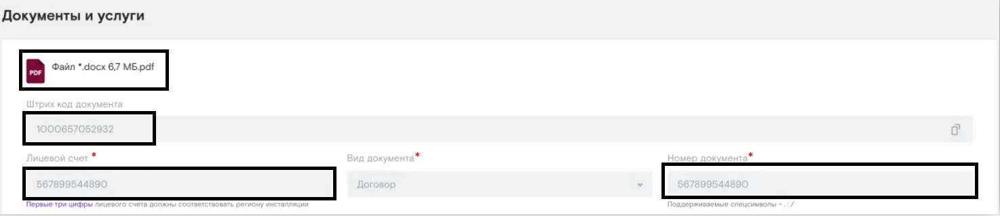 Документы и услуги
PDF
Файл *.docx 6,7 МБ.pdf
Штрих код документа
1000657052932
Лицевой счет * Вид документа* Номер документа*
567899544890 Договор 567899544890
Первые три цифры лицевого счета должны соответствовать региону инсталляции Поддерживаемые спецсимволы - . : /